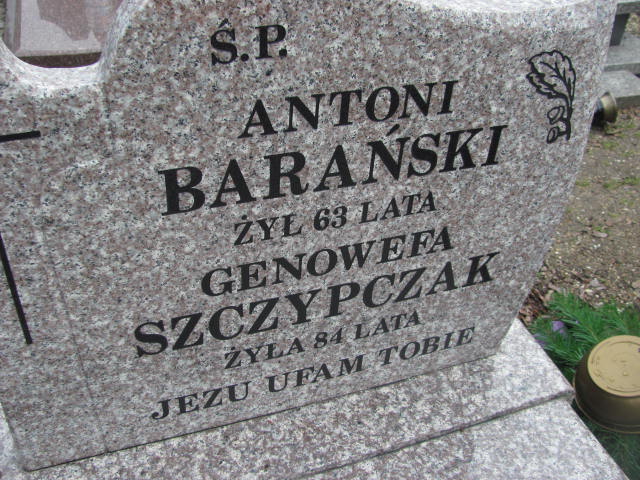 Ś.P.
ANTONI
BARAŃSKI
ŻYŁ 63 LATA
GENOWEFA
SZCZYPCZAK
ŻYŁA 84 LATA
JEZU UFAM TOBIE